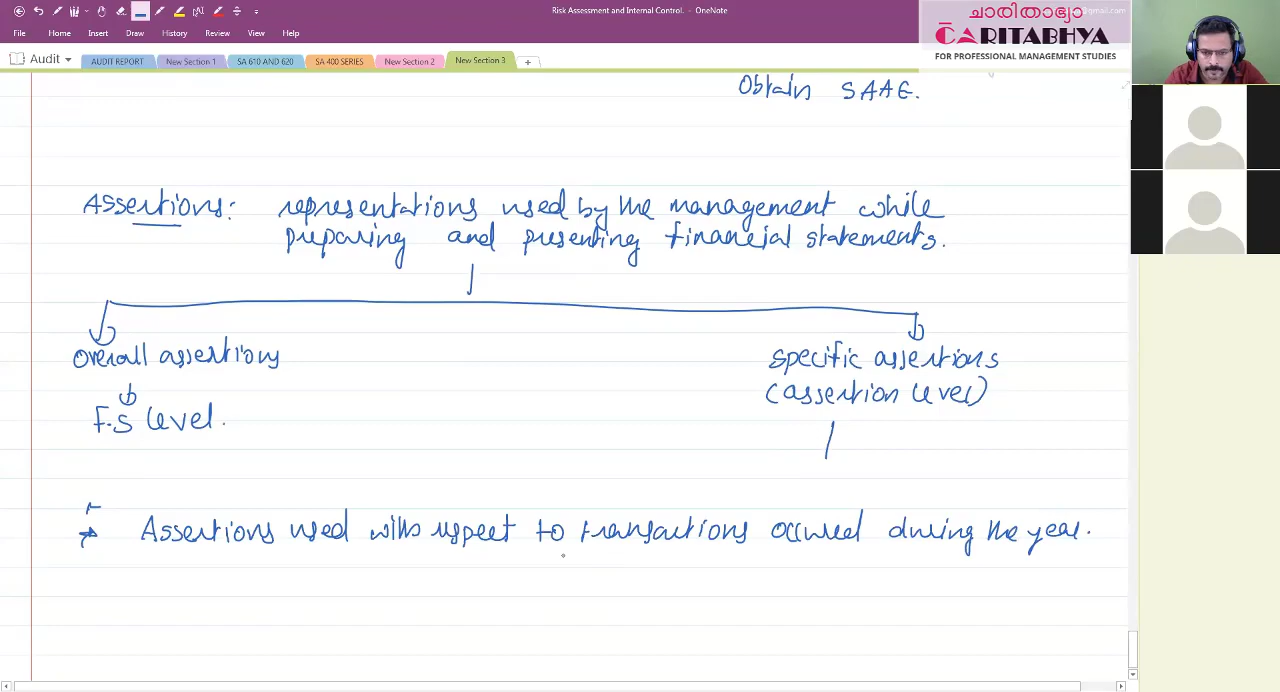 Risk Assessment and Internal Control. - OneNote
@gmail.com
ചാരിതാഭ്യാ
CARITABHYA
FOR PROFESSIONAL MANAGEMENT STUDIES
File Home Insert Draw History Review View Help
Audit
AUDIT REPORT New Section 1 SA 610 AND 620 SA 400 SERIES New Section 2 New Section 3 +
Obtain SAAE.
Assertions: representations used by the management while
preparing and presenting financial statements.
Overall assertions
specific assertions
(assertion level)
F.S level.
Assertions used with respect to transactions occured during the year.